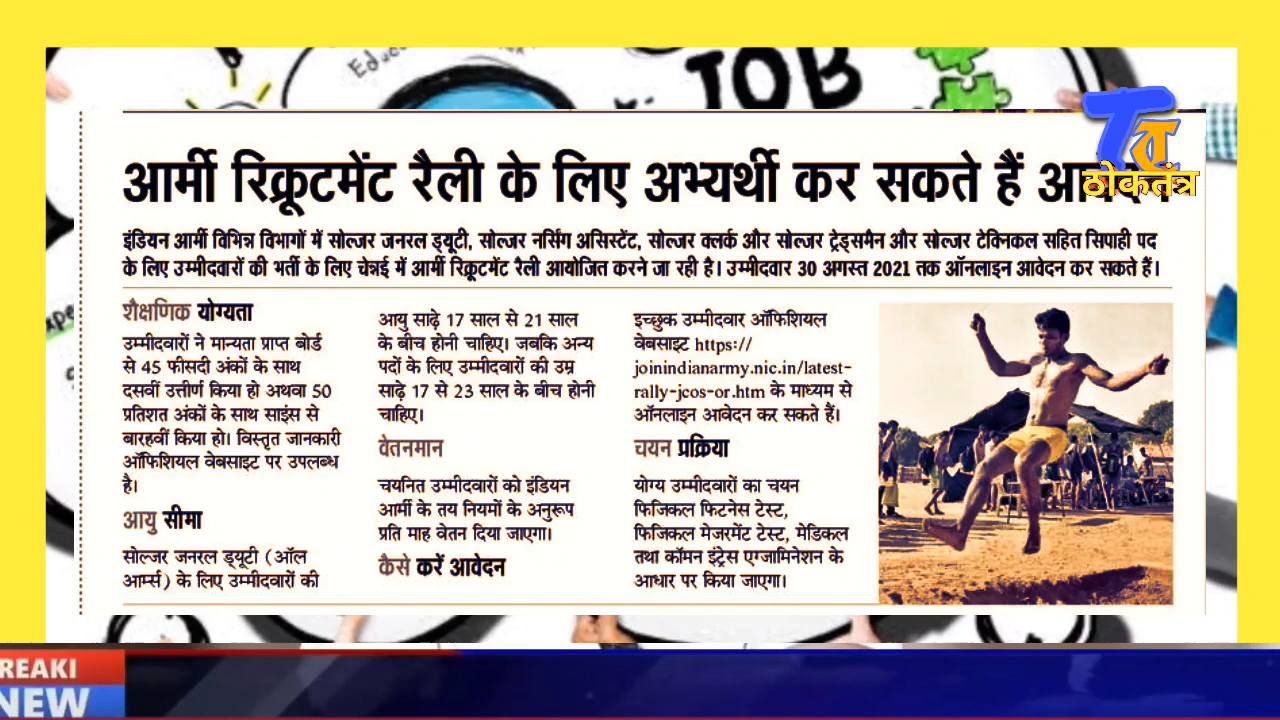 Educ
JOB
आर्मी रिक्रूटमेंट रैली के लिए अभ्यर्थी कर सकते हैं
ठोकतंत्र
इंडियन आर्मी विभिन्न विभागों में सोल्जर जनरल ड्यूटी, सोल्जर नर्सिंग असिस्टेंट, सोल्जर क्लर्क और सोल्जर ट्रेड्समैन और सोल्जर टेक्निकल सहित सिपाही पद
के लिए उम्मीदवारों की भर्ती के लिए चेन्नई में आर्मी रिक्रूटमेंट रैली आयोजित करने जा रही है। उम्मीदवार 30 अगस्त 2021 तक ऑनलाइन आवेदन कर सकते हैं।
शैक्षणिक योग्यता
उम्मीदवारों ने मान्यता प्राप्त बोर्ड
से 45 फीसदी अंकों के साथ
दसवीं उत्तीर्ण किया हो अथवा 50
प्रतिशत अंकों के साथ साइंस से
बारहवीं किया हो। विस्तृत जानकारी
ऑफिशियल वेबसाइट पर उपलब्ध
है।
आयु सीमा
सोल्जर जनरल ड्यूटी (ऑल
आर्म्स) के लिए उम्मीदवारों की
आयु साढ़े 17 साल से 21 साल
के बीच होनी चाहिए। जबकि अन्य
पदों के लिए उम्मीदवारों की उम्र
साढ़े 17 से 23 साल के बीच होनी
चाहिए।
वेतनमान
चयनित उम्मीदवारों को इंडियन
आर्मी के तय नियमों के अनुरूप
प्रति माह वेतन दिया जाएगा।
कैसे करें आवेदन
इच्छुक उम्मीदवार ऑफिशियल
वेबसाइट https://
joinindianarmy.nic.in/latest-
rally-jcos-or.htm के माध्यम से
ऑनलाइन आवेदन कर सकते हैं।
चयन प्रक्रिया
योग्य उम्मीदवारों का चयन
फिजिकल फिटनेस टेस्ट,
फिजिकल मेजरमेंट टेस्ट, मेडिकल
तथा कॉमन इंट्रेस एग्जामिनेशन के
आधार पर किया जाएगा।
REAKI
NEW